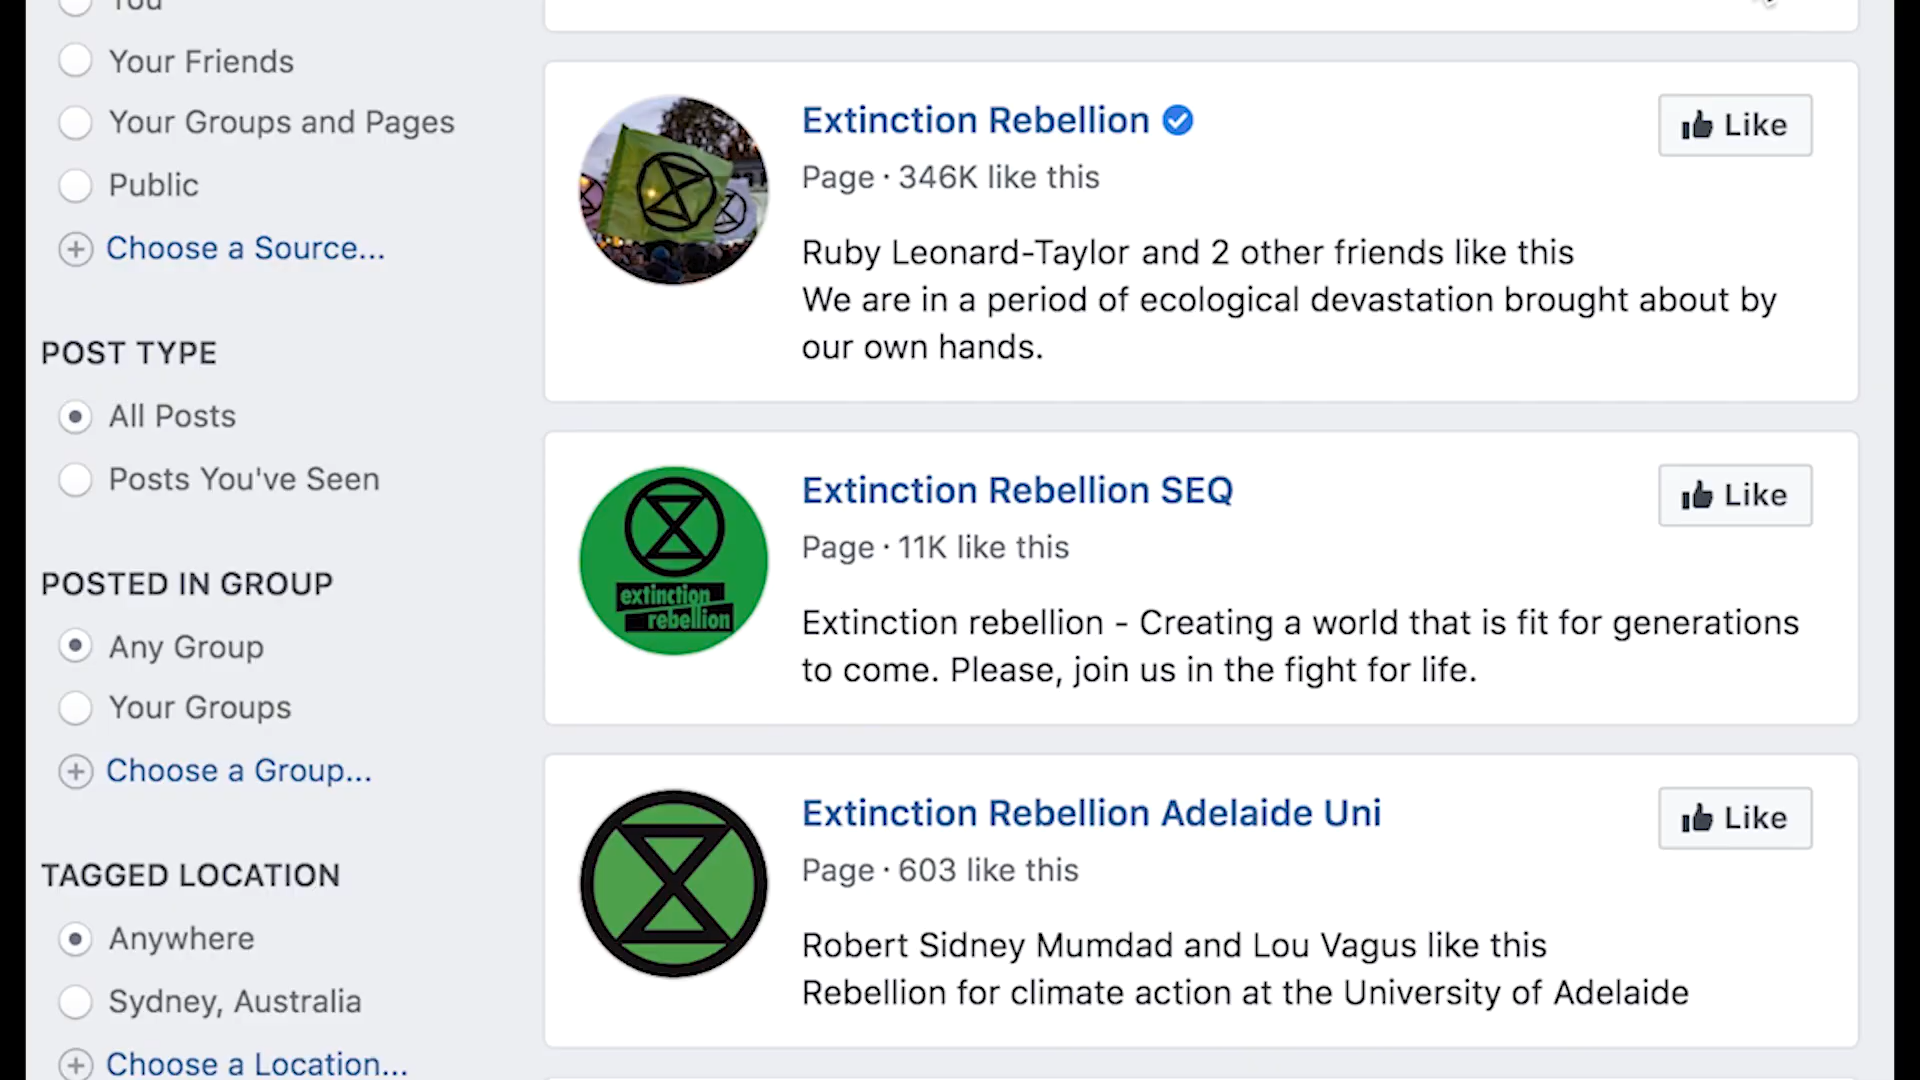 You
Your Friends
Your Groups and Pages
Public
Choose a Source...
POST TYPE
All Posts
Posts You've Seen
POSTED IN GROUP
Any Group
Your Groups
Choose a Group...
TAGGED LOCATION
Anywhere
Sydney, Australia
Choose a Location...
Extinction Rebellion
Like
Page · 346K like this
Ruby Leonard-Taylor and 2 other friends like this
We are in a period of ecological devastation brought about by
our own hands.
extinction
rebellion
Extinction Rebellion SEQ
Like
Page · 11K like this
Extinction rebellion - Creating a world that is fit for generations
to come. Please, join us in the fight for life.
Extinction Rebellion Adelaide Uni
Like
Page · 603 like this
Robert Sidney Mumdad and Lou Vagus like this
Rebellion for climate action at the University of Adelaide